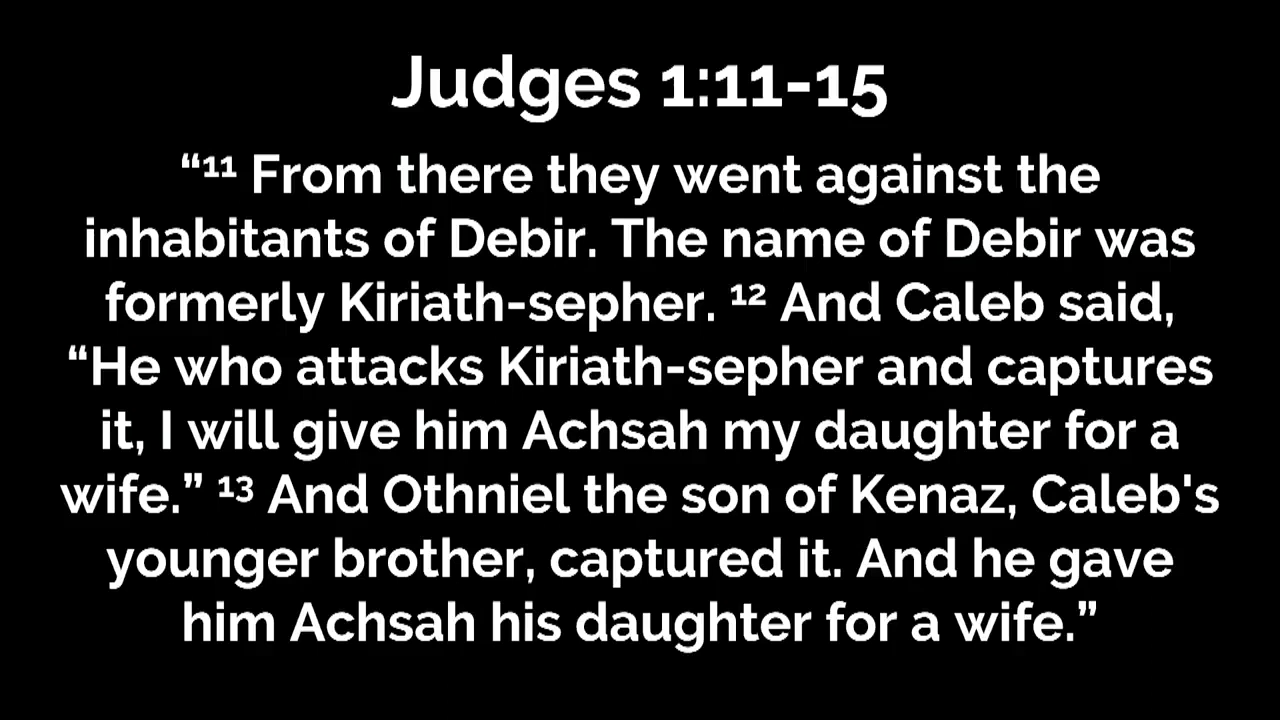 Judges 1:11-15
“¹¹ From there they went against the
inhabitants of Debir. The name of Debir was
formerly Kiriath-sepher. ¹² And Caleb said,
“He who attacks Kiriath-sepher and captures
it, I will give him Achsah my daughter for a
wife.” ¹³ And Othniel the son of Kenaz, Caleb's
younger brother, captured it. And he gave
him Achsah his daughter for a wife.”